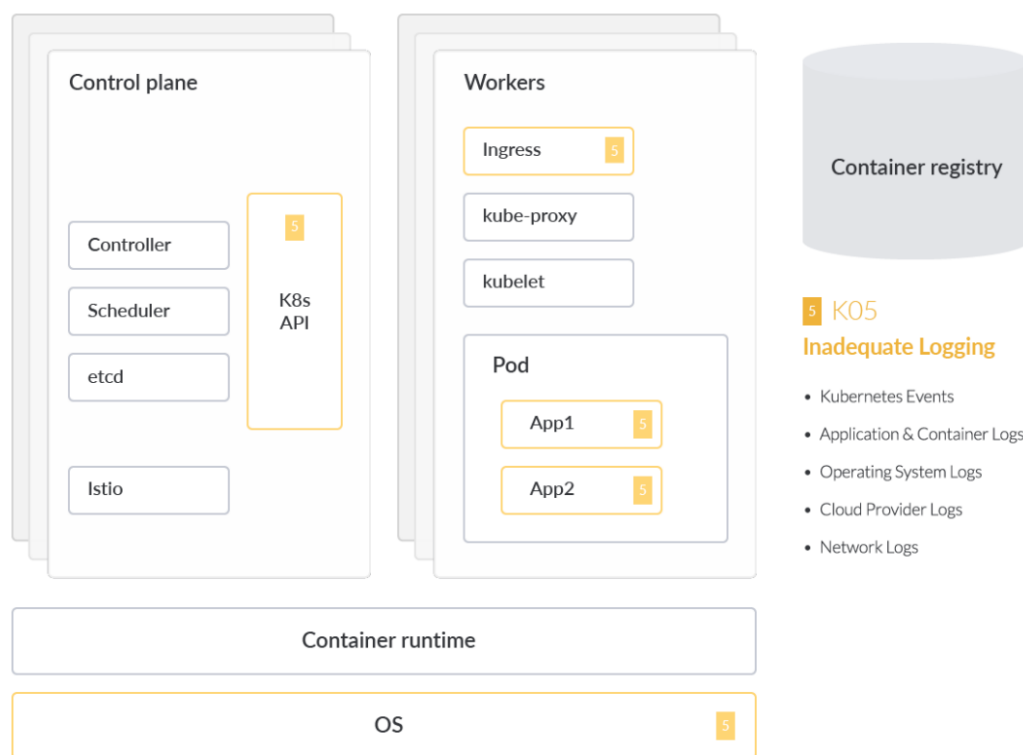 Control plane
Controller
Scheduler
etcd
Istio
5
K8s
API
Workers
Ingress 5
kube-proxy
kubelet
Pod
App1 5
App2 5
Container registry
5 K05
Inadequate Logging
• Kubernetes Events
• Application & Container Logs
• Operating System Logs
• Cloud Provider Logs
• Network Logs
Container runtime
OS 5